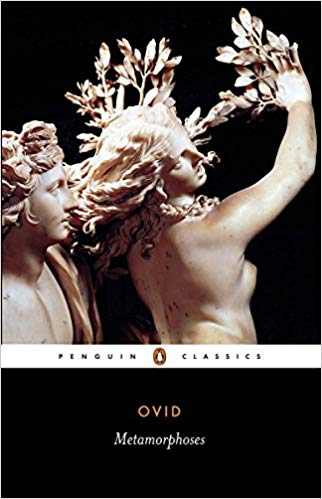 PENGUIN CLASSICS
OVID
Metamorphoses